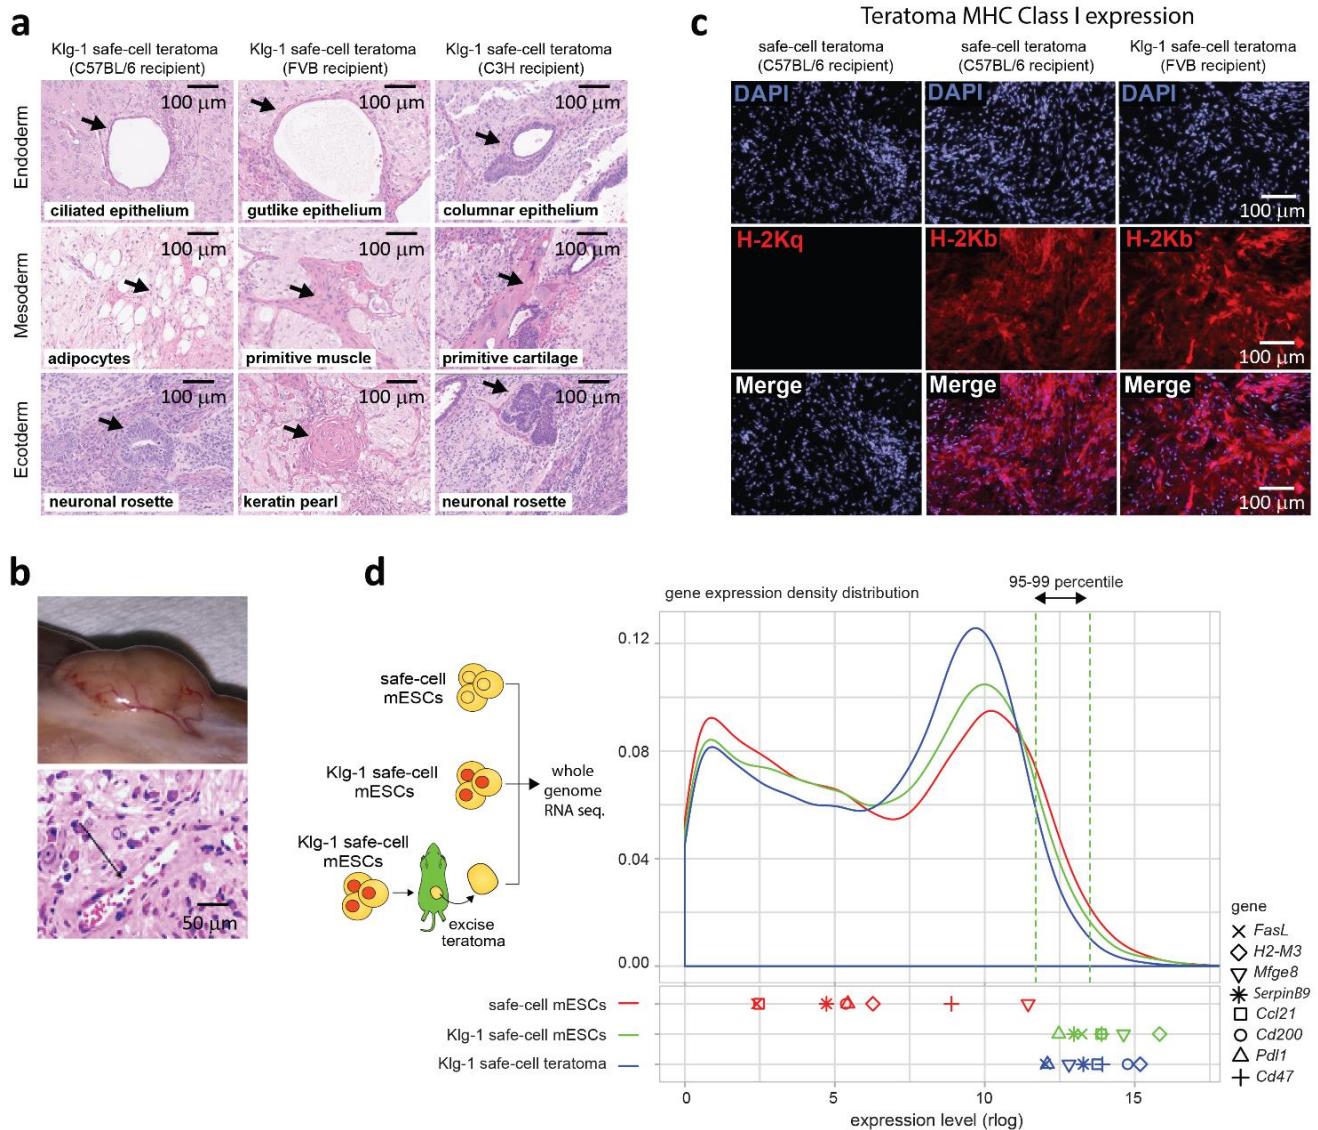 a
Klg-1 safe-cell teratoma
(C57BL/6 recipient)
Klg-1 safe-cell teratoma
(FVB recipient)
Klg-1 safe-cell teratoma
(C3H recipient)
Endoderm
100 μm
ciliated epithelium
100 μm
gutlike epithelium
100 μm
columnar epithelium
Mesoderm
100 μm
adipocytes
100 μm
primitive muscle
100 μm
primitive cartilage
Ecotderm
100 μm
neuronal rosette
100 μm
keratin pearl
100 μm
neuronal rosette
c
Teratoma MHC Class I expression
safe-cell teratoma
(C57BL/6 recipient)
safe-cell teratoma
(C57BL/6 recipient)
Klg-1 safe-cell teratoma
(FVB recipient)
DAPI
DAPI
DAPI
100 μm
H-2Kq
H-2Kb
H-2Kb
100 μm
Merge
Merge
Merge
100 μm
b
50 μm
d
safe-cell
mESCs
Klg-1 safe-cell
mESCs
Klg-1 safe-cell
mESCs
excise
teratoma
whole
genome
RNA seq.
gene expression density distribution
95-99 percentile
0.12
0.08
0.04
0.00
safe-cell mESCs
Klg-1 safe-cell mESCs
Klg-1 safe-cell teratoma
0
5
10
15
expression level (rlog)
gene
FasL
H2-M3
Mfge8
SerpinB9
Ccl21
Cd200
Pdl1
Cd47